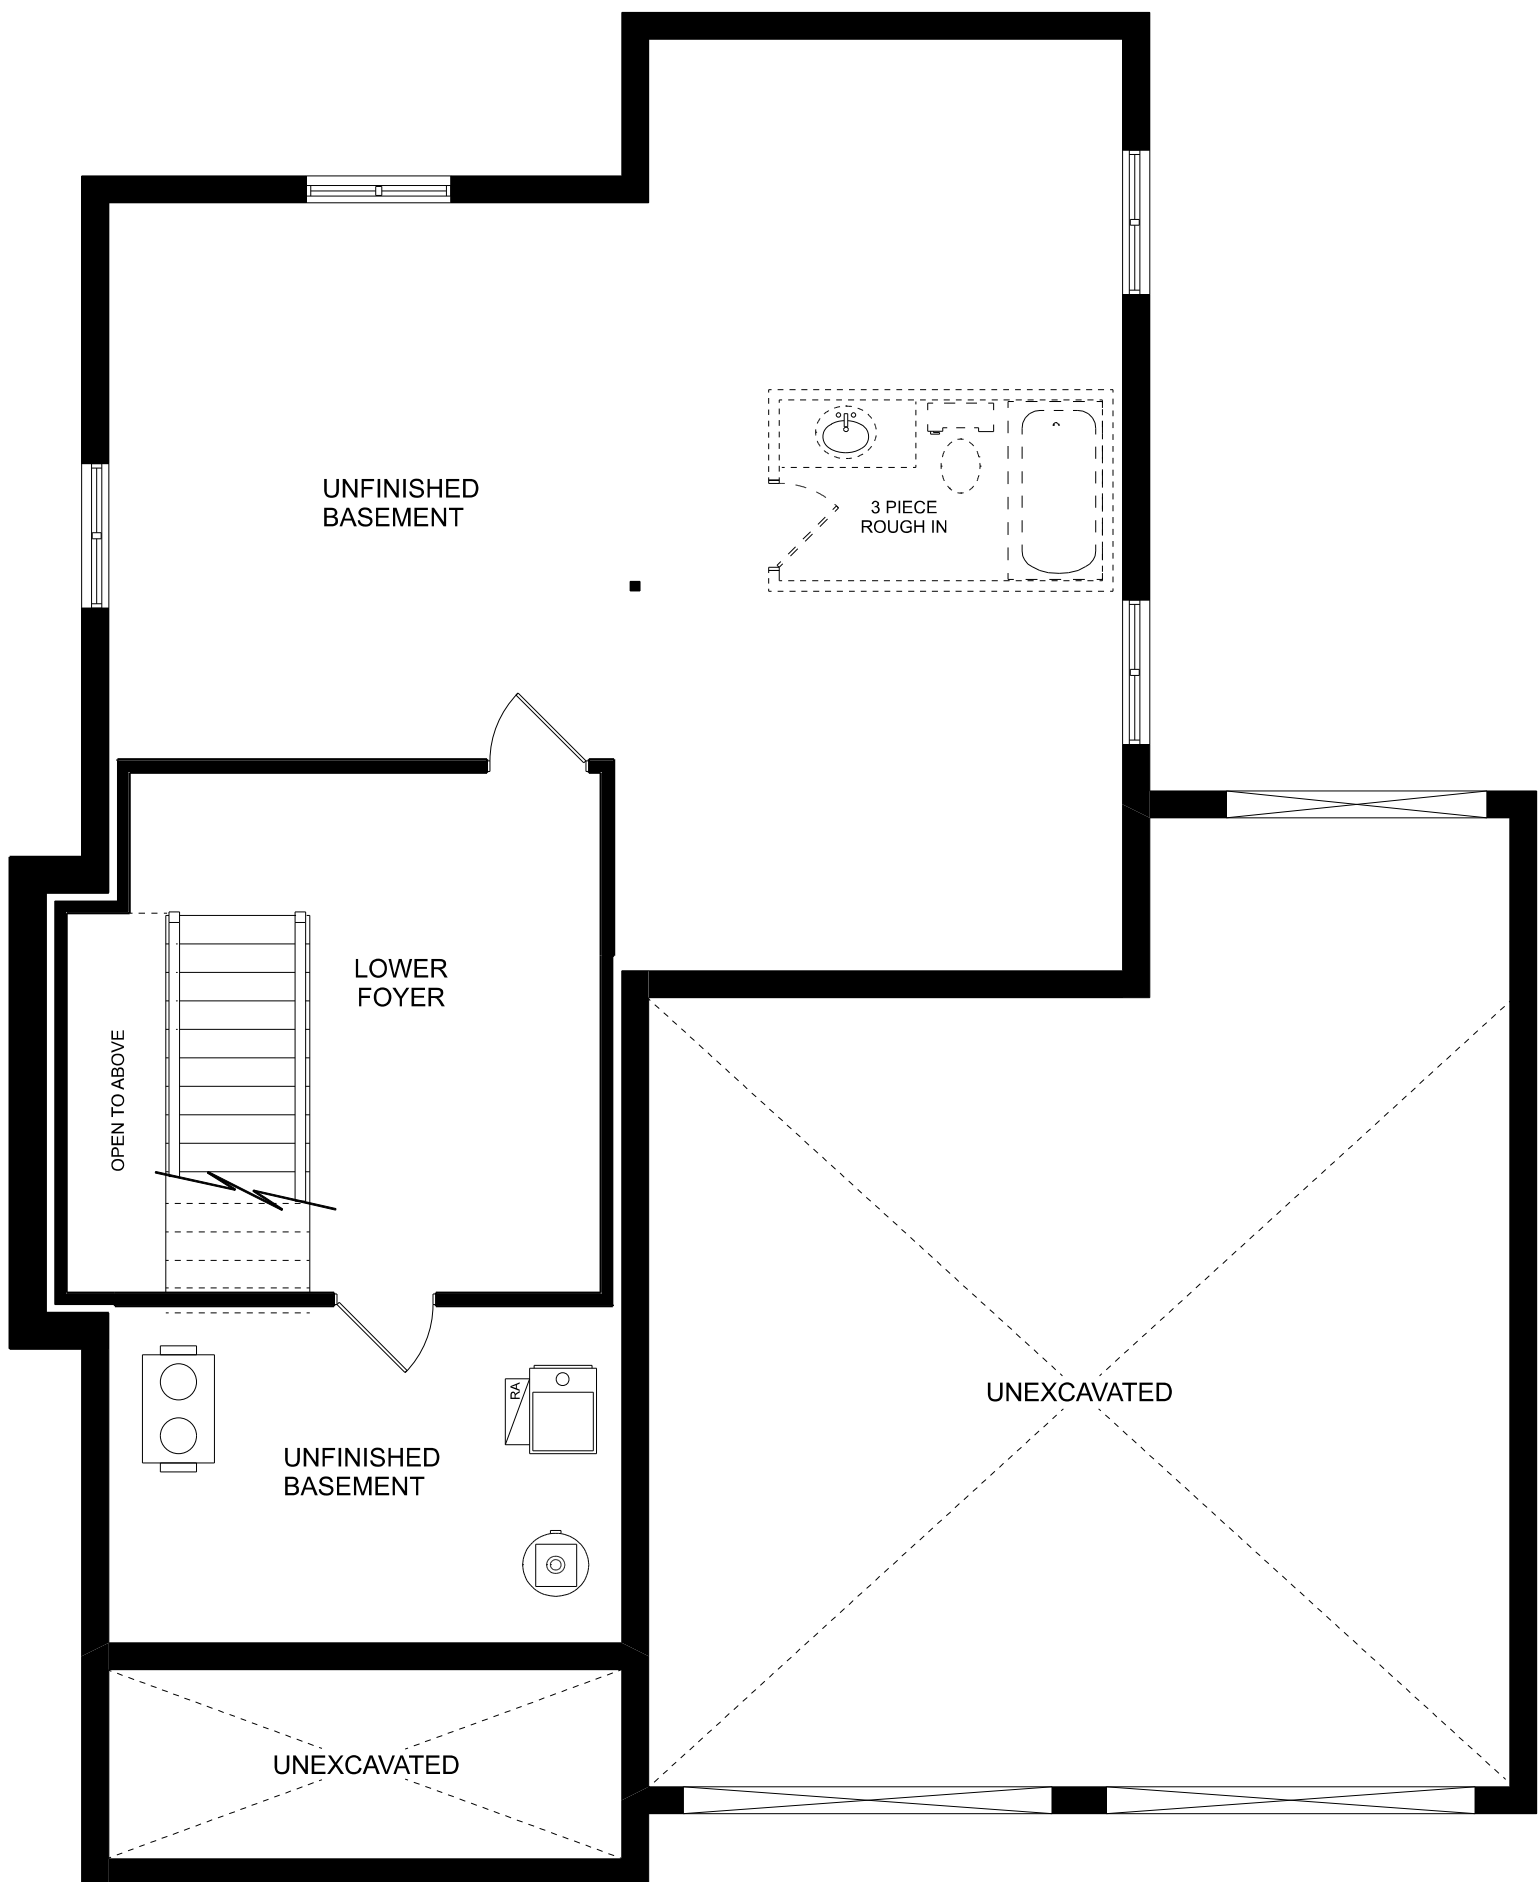 UNFINISHED
BASEMENT
3 PIECE
ROUGH IN
LOWER
FOYER
OPEN TO ABOVE
RA
UNFINISHED
BASEMENT
UNEXCAVATED
UNEXCAVATED